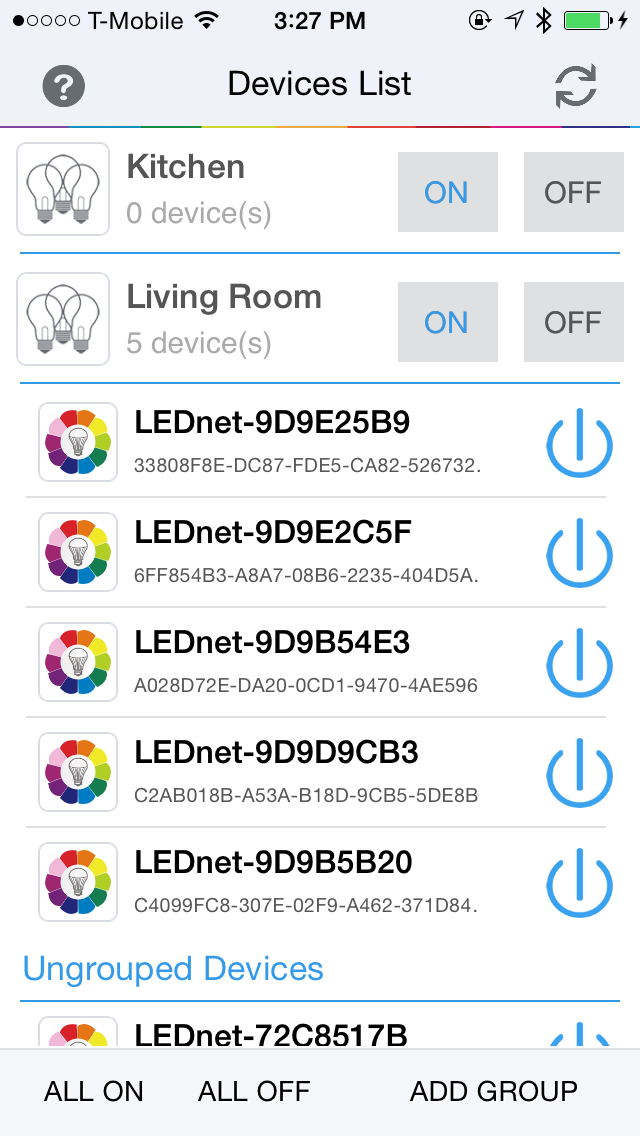 T-Mobile 3:27 PM
? Devices List
Kitchen
0 device(s)
ON OFF
Living Room
5 device(s)
ON OFF
LEDnet-9D9E25B9
33808F8E-DC87-FDE5-CA82-526732.
LEDnet-9D9E2C5F
6FF854B3-A8A7-08B6-2235-404D5A.
LEDnet-9D9B54E3
A028D72E-DA20-0CD1-9470-4AE596
LEDnet-9D9D9CB3
C2AB018B-A53A-B18D-9CB5-5DE8B
LEDnet-9D9B5B20
C4099FC8-307E-02F9-A462-371D84.
Ungrouped Devices
LEDnet-72C8517B
ALL ON ALL OFF ADD GROUP